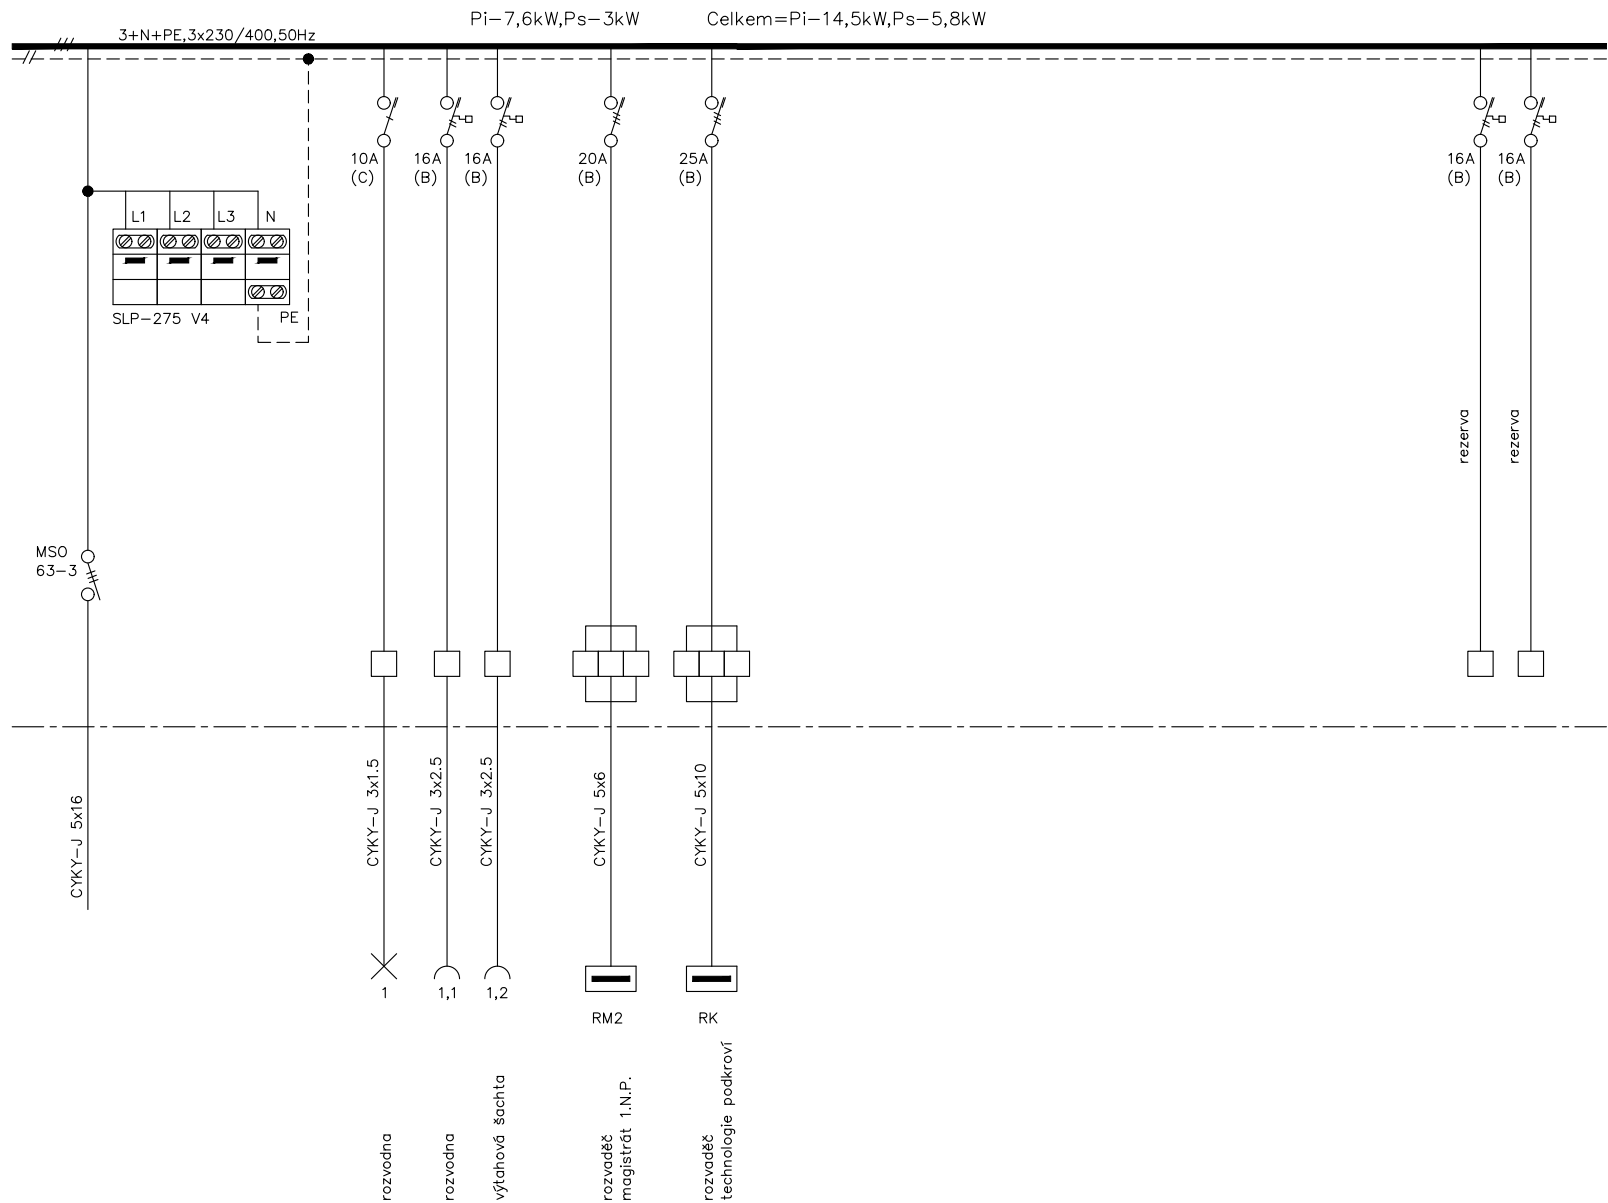 Pi-7,6kW,Ps-3kW
Celkem=Pi-14,5kW,Ps-5,8kW
3+N+PE,3x230/400,50Hz
10A
(C)
16A
(B)
16A
(B)
20A
(B)
25A
(B)
16A
(B)
16A
(B)
L1
L2
L3
N
SLP-275 V4
PE
rezerva
rezerva
MSO
63-3
CYKY-J 5x16
CYKY-J 3x1.5
CYKY-J 3x2.5
CYKY-J 3x2.5
CYKY-J 5x6
CYKY-J 5x10
1
1,1
1,2
RM2
RK
rozvodna
rozvodna
výtahová šachta
rozvaděč
magistrát 1.N.P.
rozvaděč
technologie podkroví